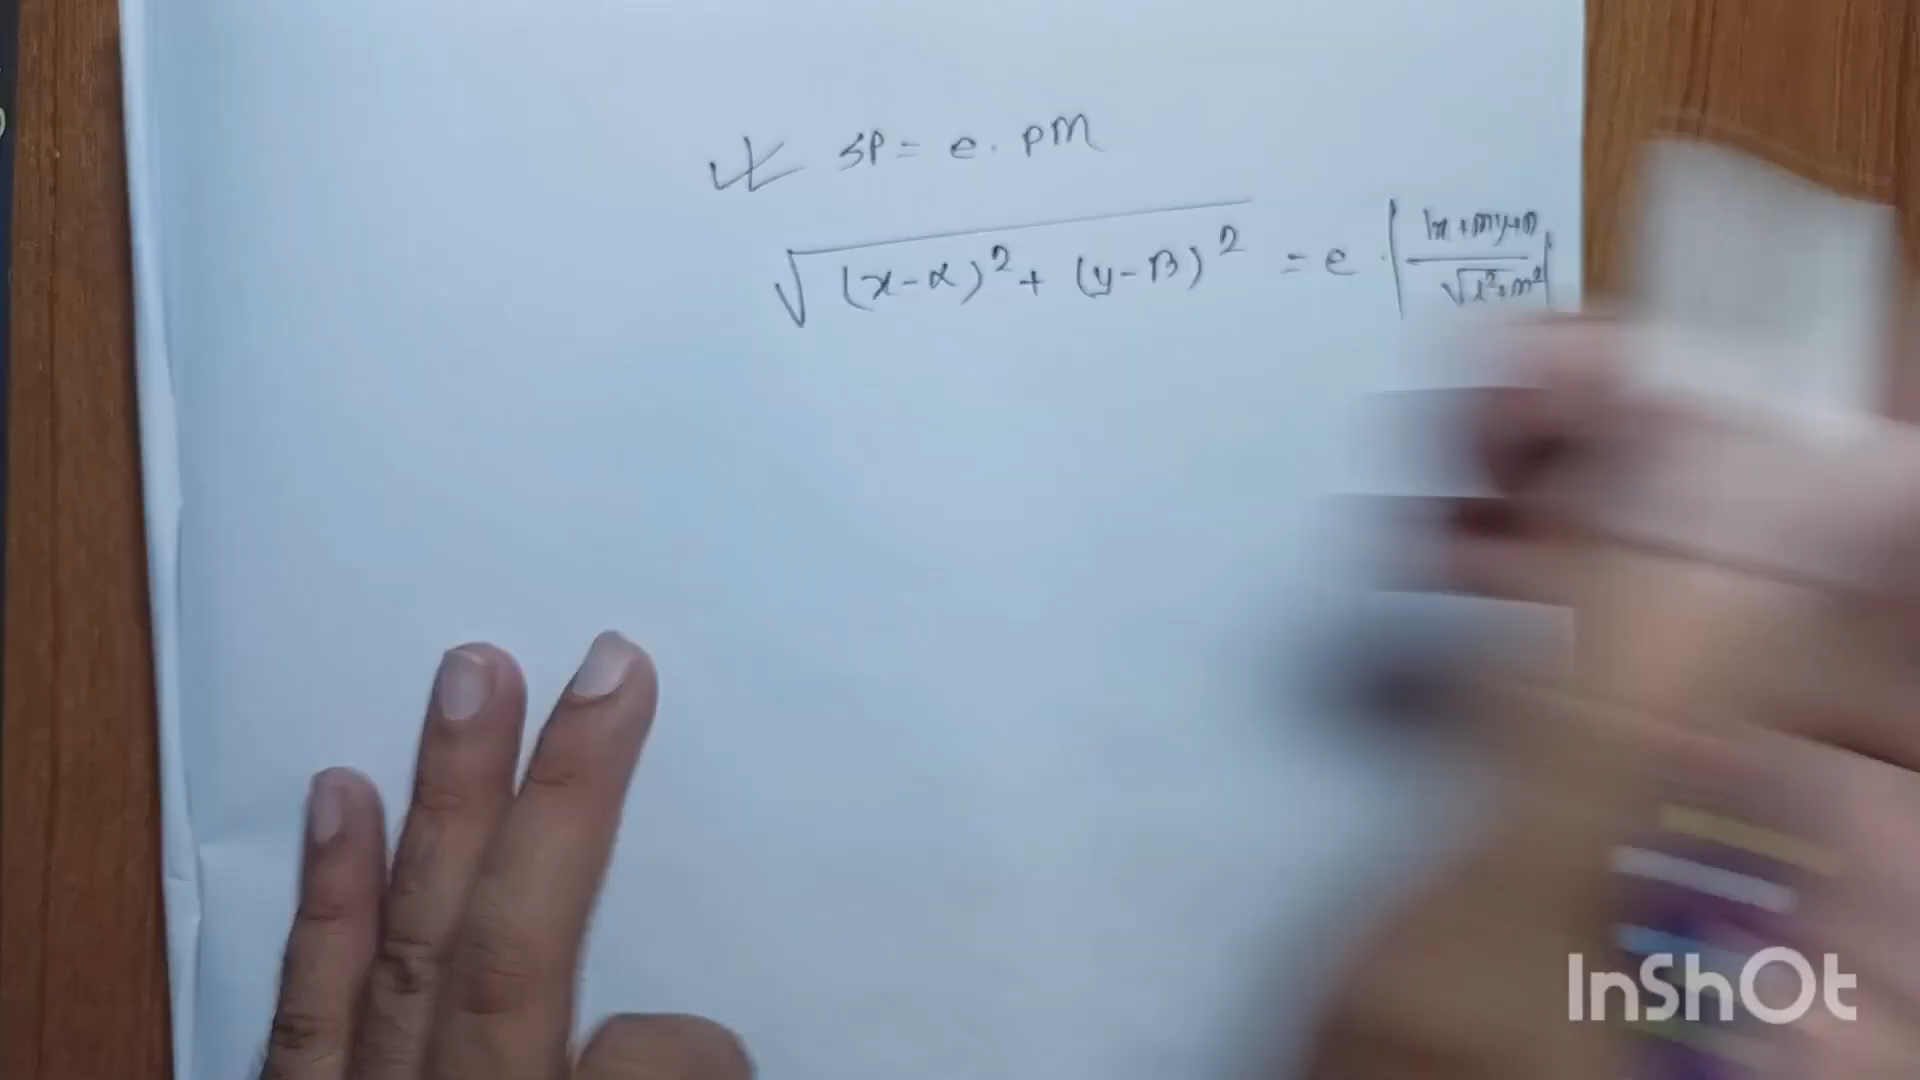 SP = e. PM
√(x-α)² + (y-β)² = e . |lx+my+n / √l²+m²|
InShOt